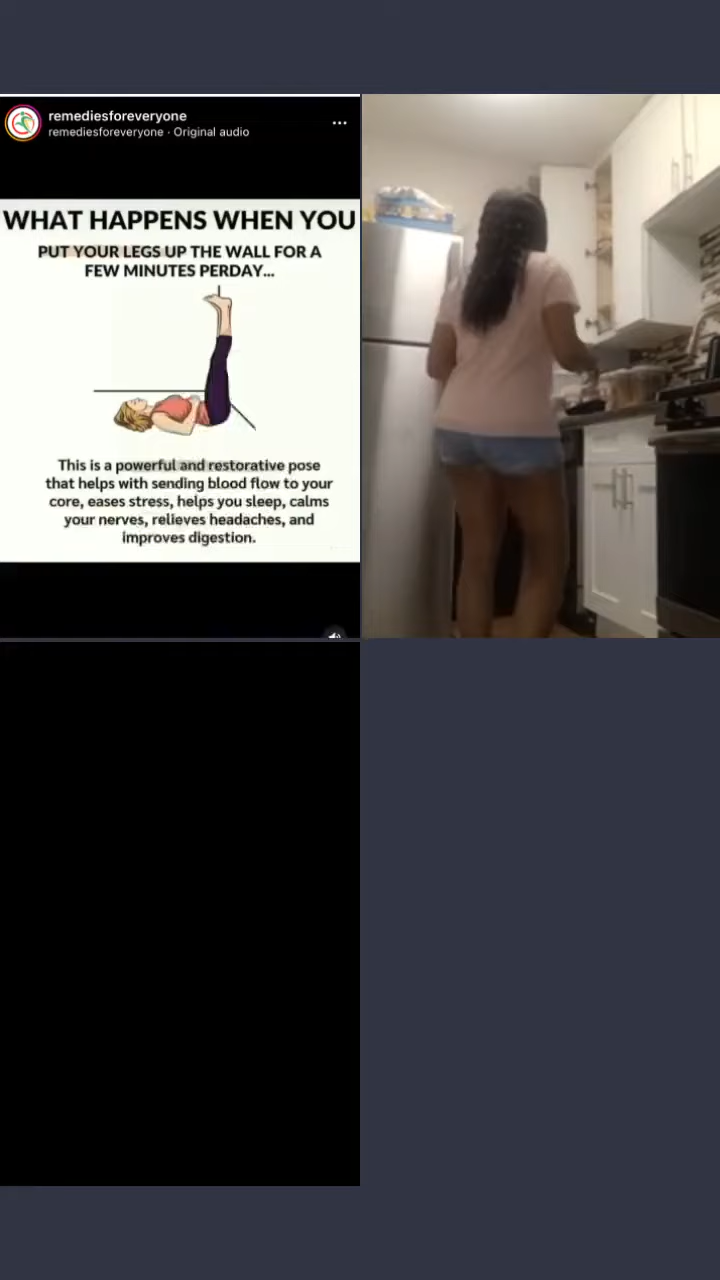 remediesforeveryone
remediesforeveryone · Original audio
WHAT HAPPENS WHEN YOU
PUT YOUR LEGS UP THE WALL FOR A
FEW MINUTES PERDAY...
This is a powerful and restorative pose
that helps with sending blood flow to your
core, eases stress, helps you sleep, calms
your nerves, relieves headaches, and
improves digestion.